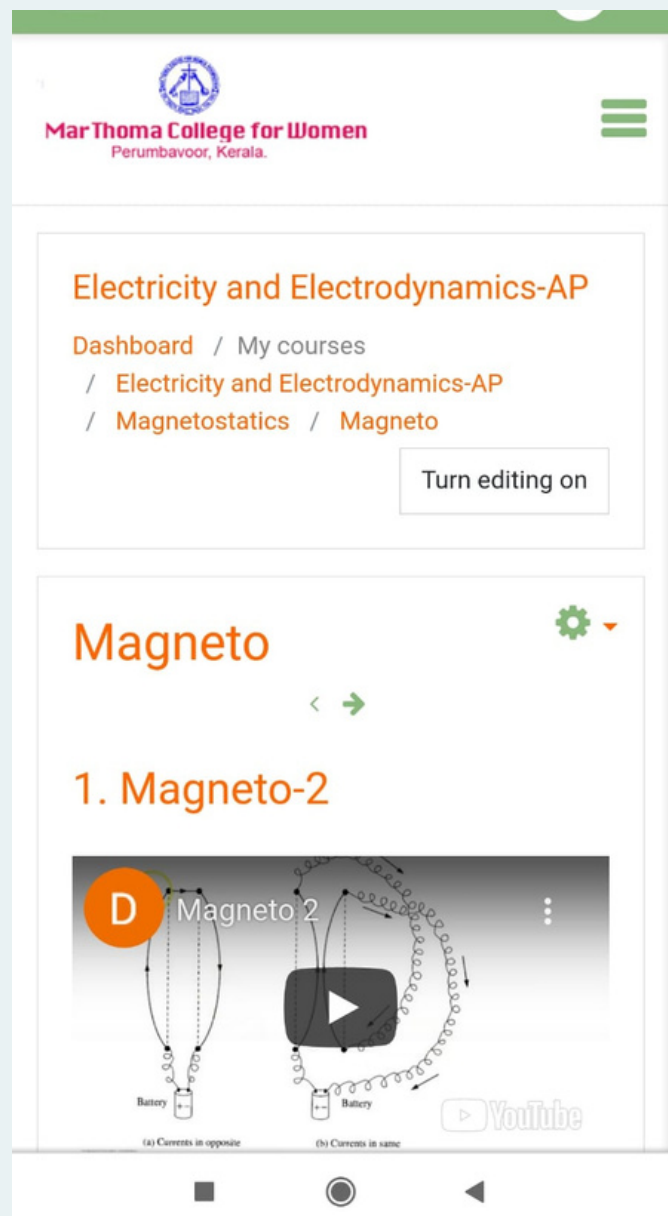 Mar Thoma College for Women
Perumbavoor, Kerala.
Electricity and Electrodynamics-AP
Dashboard / My courses
/ Electricity and Electrodynamics-AP
/ Magnetostatics / Magneto
Turn editing on
Magneto
1. Magneto-2
D Magneto 2
Battery + - + - Battery
YouTube
(a) Currents in opposite (b) Currents in same